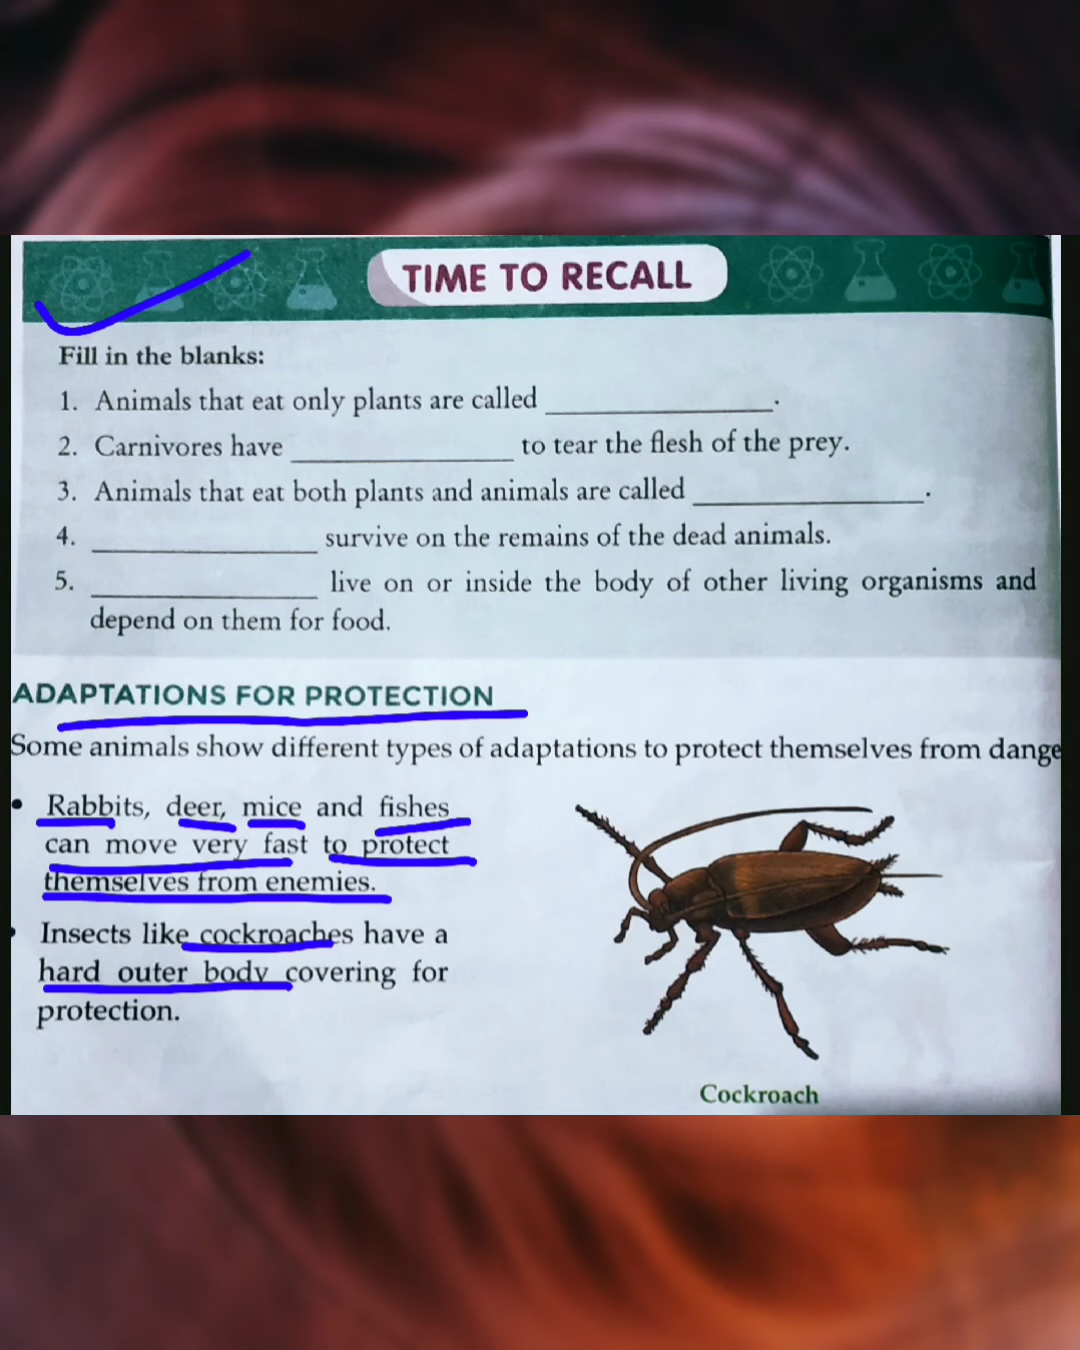 TIME TO RECALL
Fill in the blanks:
1. Animals that eat only plants are called ____________.
2. Carnivores have ____________ to tear the flesh of the prey.
3. Animals that eat both plants and animals are called ____________.
4. ____________ survive on the remains of the dead animals.
5. ____________ live on or inside the body of other living organisms and
depend on them for food.
ADAPTATIONS FOR PROTECTION
Some animals show different types of adaptations to protect themselves from dange
• Rabbits, deer, mice and fishes
can move very fast to protect
themselves from enemies.
• Insects like cockroaches have a
hard outer body covering for
protection.
Cockroach